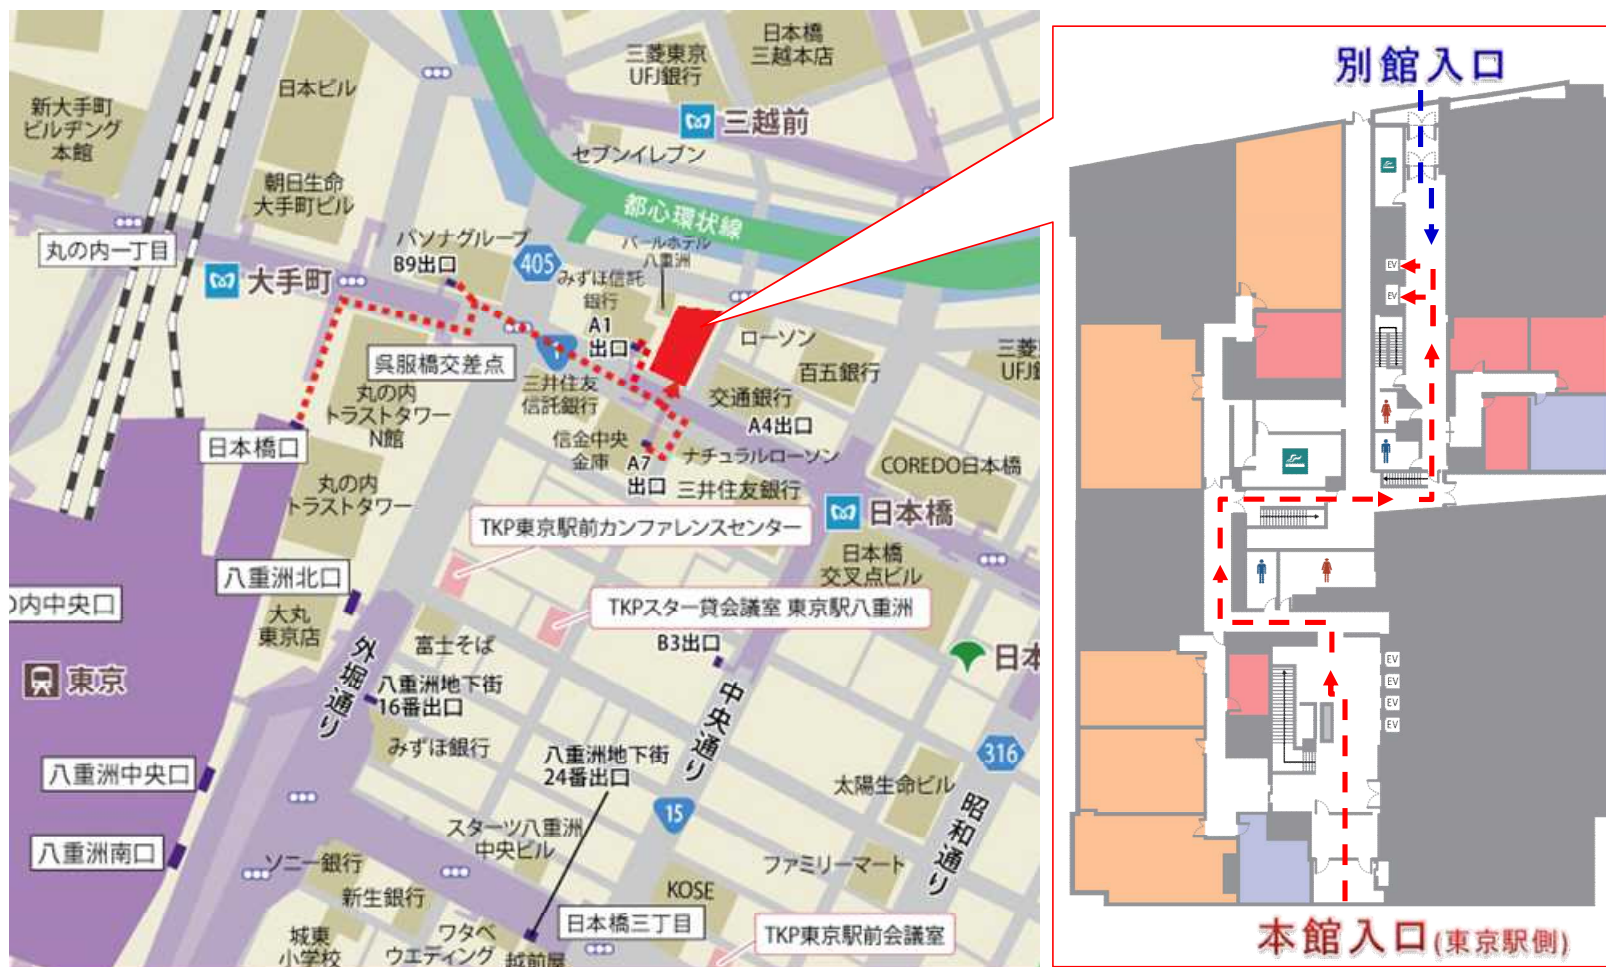 日本橋
三越本店
三菱東京
UFJ銀行
日本ビル
新大手町
ビルヂング
本館
三越前
セブンイレブン
朝日生命
大手町ビル
都心環状線
パソナグループ
B9出口
405
パールホテル
八重洲
丸の内一丁目
大手町
みずほ信託
銀行
A1
出口
ローソン
呉服橋交差点
1
百五銀行
丸の内
トラストタワー
N館
三井住友
信託銀行
交通銀行
A4出口
日本橋口
信金中央
金庫
A7
出口
ナチュラルローソン
COREDO日本橋
丸の内
トラストタワー
三井住友銀行
日本橋
TKP東京駅前カンファレンスセンター
日本橋
交叉点ビル
八重洲北口
の内中央口
TKPスター貸会議室 東京駅八重洲
大丸
東京店
富士そば
B3出口
東京
外堀通り
八重洲地下街
16番出口
中央通り
みずほ銀行
八重洲地下街
24番出口
316
八重洲中央口
太陽生命ビル
15
昭和通り
スターツ八重洲
中央ビル
八重洲南口
ソニー銀行
ファミリーマート
新生銀行
KOSE
日本橋三丁目
城東
小学校
ワタベ
ウエディング
越前屋
TKP東京駅前会議室
別館入口
EV
EV
EV
EV
EV
EV
本館入口(東京駅側)